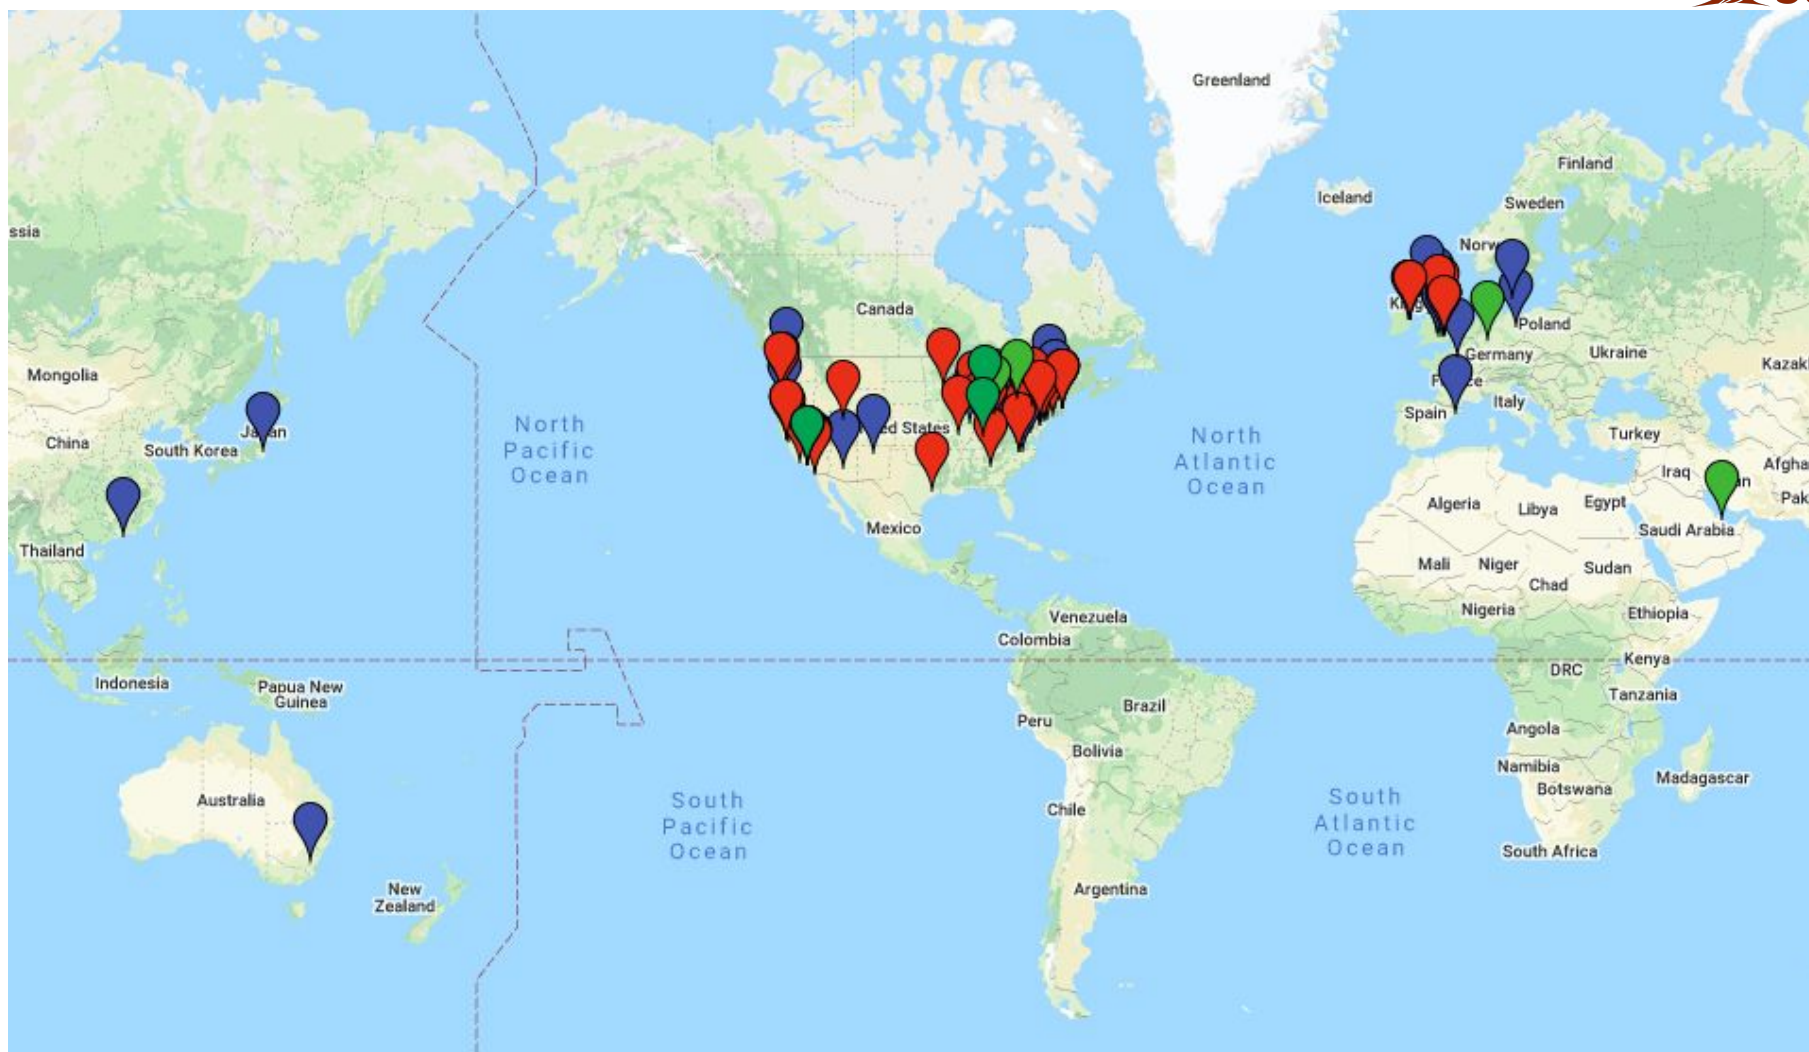 Greenland
Finland
Iceland
Sweden
ssia
Norw
Canada
Poland
Ukraine
Germany
Kazak
Mongolia
Spain
Italy
North
Pacific
Ocean
North
Atlantic
Ocean
ed States
China
South Korea
Turkey
Iraq
Afgha
an
Pak
Algeria
Libya
Egypt
Mexico
Saudi Arabia
Thailand
Mali
Niger
Sudan
Chad
Nigeria
Ethiopia
Venezuela
Colombia
Kenya
DRC
Indonesia
Papua New
Guinea
Tanzania
Brazil
Peru
Angola
Bolivia
Namibia
Botswana
Madagascar
Australia
South
Pacific
Ocean
Chile
South
Atlantic
Ocean
South Africa
New
Zealand
Argentina